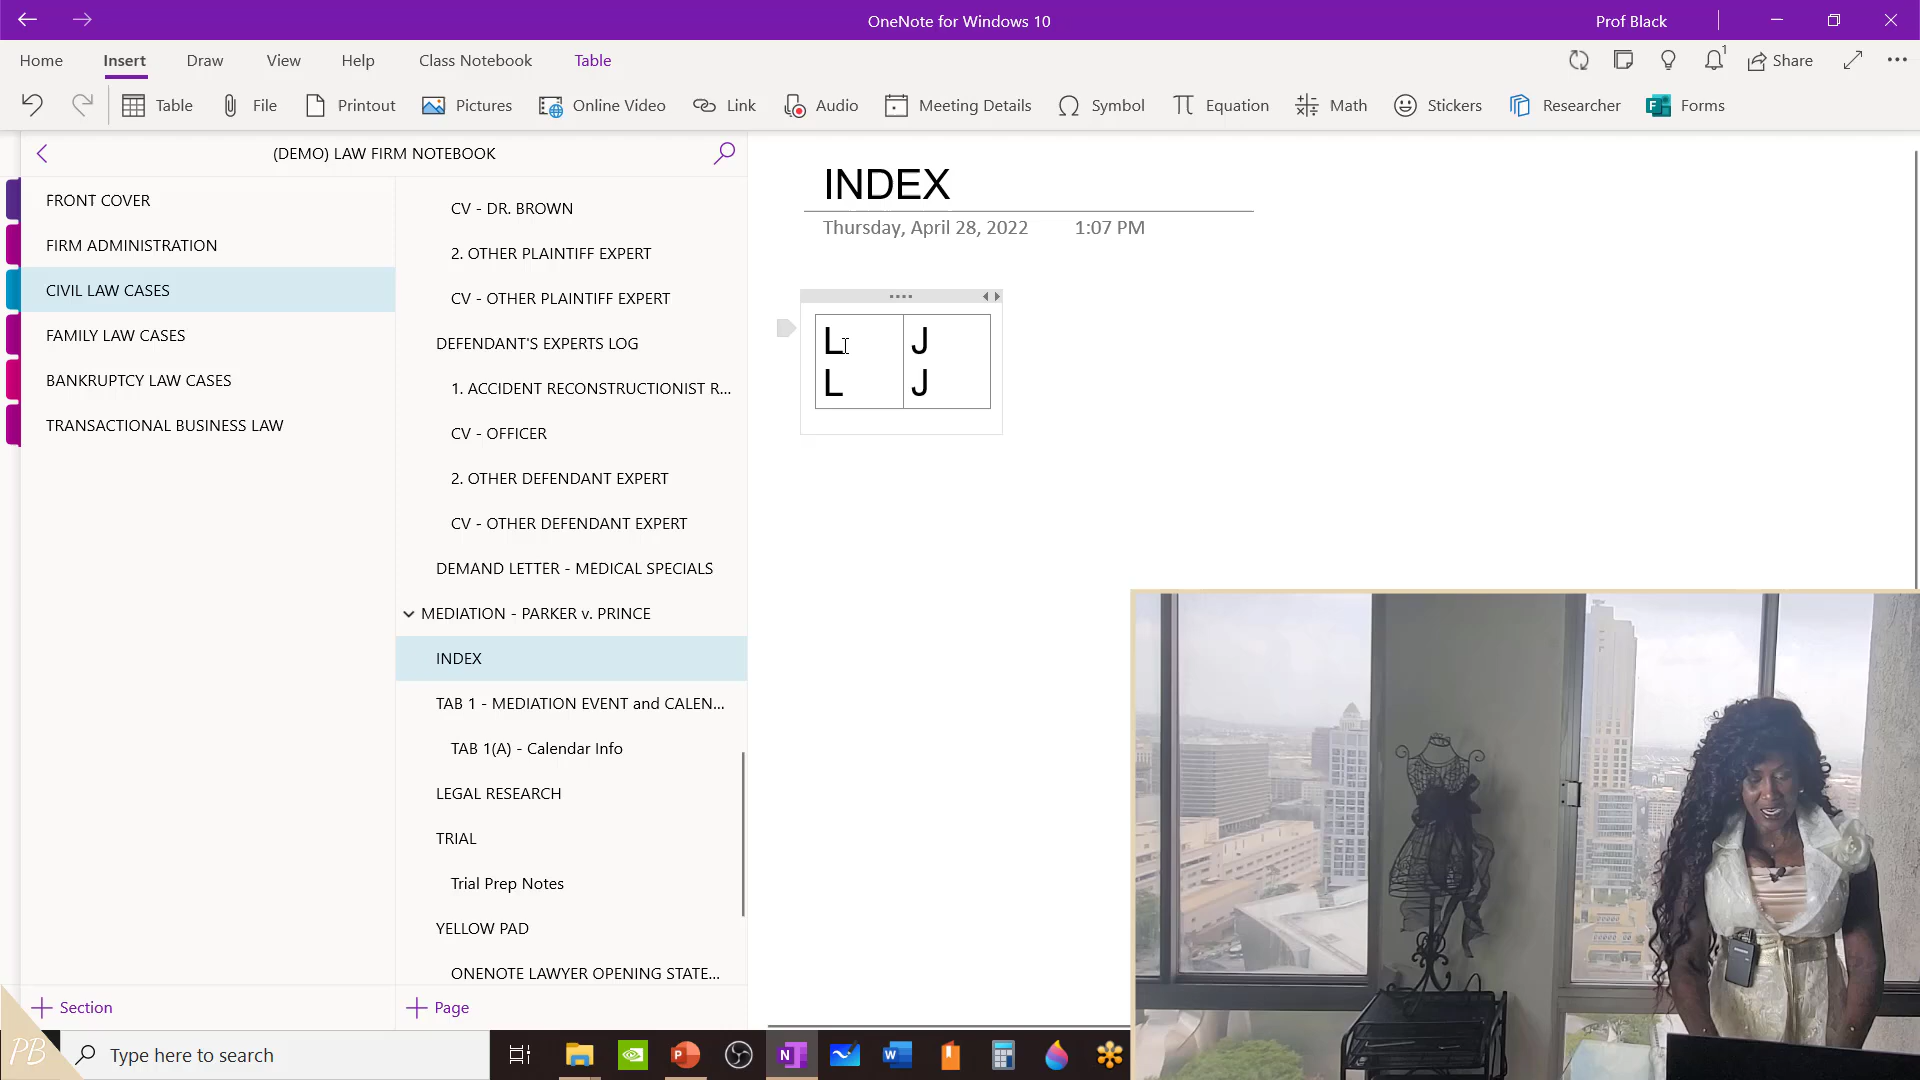 OneNote for Windows 10
Prof Black
Home Insert Draw View Help Class Notebook Table
1
Share
Table File Printout Pictures Online Video Link Audio Meeting Details Symbol Equation Math Stickers Researcher Forms
(DEMO) LAW FIRM NOTEBOOK
FRONT COVER
FIRM ADMINISTRATION
CIVIL LAW CASES
FAMILY LAW CASES
BANKRUPTCY LAW CASES
TRANSACTIONAL BUSINESS LAW
Section
CV - DR. BROWN
2. OTHER PLAINTIFF EXPERT
CV - OTHER PLAINTIFF EXPERT
DEFENDANT'S EXPERTS LOG
1. ACCIDENT RECONSTRUCTIONIST R...
CV - OFFICER
2. OTHER DEFENDANT EXPERT
CV - OTHER DEFENDANT EXPERT
DEMAND LETTER - MEDICAL SPECIALS
MEDIATION - PARKER v. PRINCE
INDEX
TAB 1 - MEDIATION EVENT and CALEN...
TAB 1(A) - Calendar Info
LEGAL RESEARCH
TRIAL
Trial Prep Notes
YELLOW PAD
ONENOTE LAWYER OPENING STATE...
Page
INDEX
Thursday, April 28, 2022 1:07 PM
L J
L J
PB
Type here to search